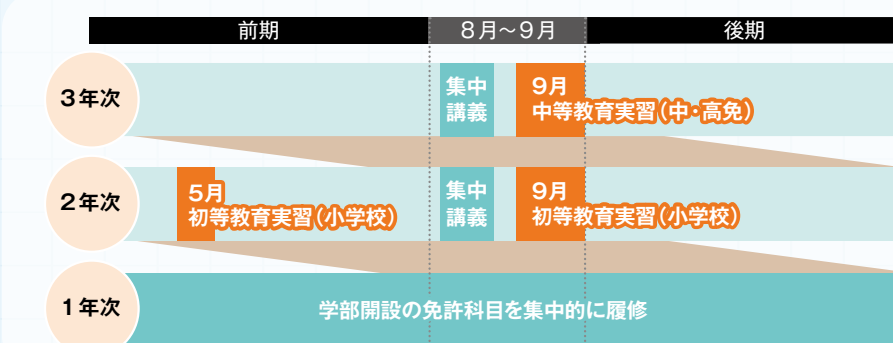 前期
8月〜9月
後期
3年次
集中
講義
9月
中等教育実習(中・高免)
2年次
5月
初等教育実習(小学校)
集中
講義
9月
初等教育実習(小学校)
1年次
学部開設の免許科目を集中的に履修